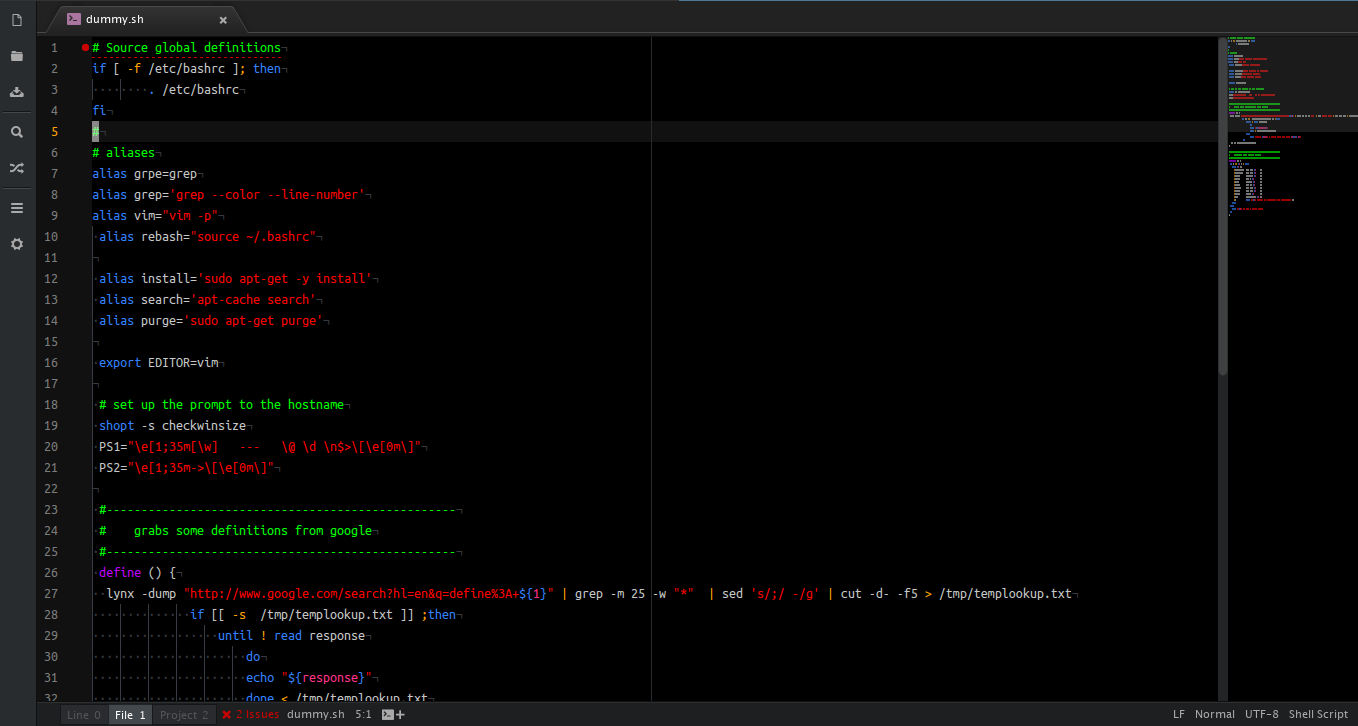 dummy.sh
1 # Source global definitions
2 if [ -f /etc/bashrc ]; then
3 . /etc/bashrc
4 fi
5 #
6 # aliases
7 alias grpe=grep
8 alias grep='grep --color --line-number'
9 alias vim="vim -p"
10 alias rebash="source ~/.bashrc"
11
12 alias install='sudo apt-get -y install'
13 alias search='apt-cache search'
14 alias purge='sudo apt-get purge'
15
16 export EDITOR=vim
17
18 # set up the prompt to the hostname
19 shopt -s checkwinsize
20 PS1="\e[1;35m[\w]   ---   \@ \d \n$>\[\e[0m\]"
21 PS2="\e[1;35m->\[\e[0m\]"
22
23 #--------------------------------------------------
24 #    grabs some definitions from google
25 #--------------------------------------------------
26 define () {
27 lynx -dump "http://www.google.com/search?hl=en&q=define%3A+${1}" | grep -m 25 -w "*"  | sed 's/;/ -/g' | cut -d- -f5 > /tmp/templookup.txt
28 if [[ -s  /tmp/templookup.txt ]] ;then
29 until ! read response
30 do
31 echo "${response}"
32 done < /tmp/templookup.txt
Line 0 File 1 Project 2 2 Issues dummy.sh 5:1 LF Normal UTF-8 Shell Script